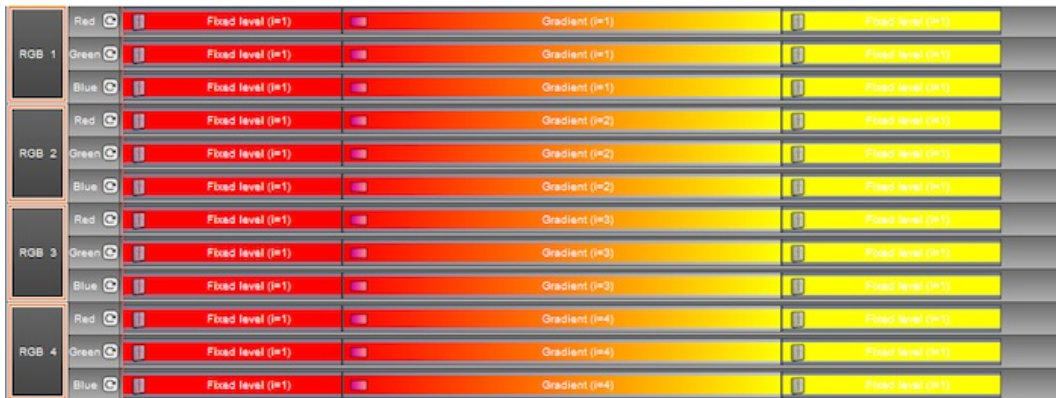 Red Fixed level (i=1) Gradient (i=1) Fixed level (i=1)
RGB 1 Green Fixed level (i=1) Gradient (i=1) Fixed level (i=1)
Blue Fixed level (i=1) Gradient (i=1) Fixed level (i=1)
Red Fixed level (i=1) Gradient (i=2) Fixed level (i=1)
RGB 2 Green Fixed level (i=1) Gradient (i=2) Fixed level (i=1)
Blue Fixed level (i=1) Gradient (i=2) Fixed level (i=1)
Red Fixed level (i=1) Gradient (i=3) Fixed level (i=1)
RGB 3 Green Fixed level (i=1) Gradient (i=3) Fixed level (i=1)
Blue Fixed level (i=1) Gradient (i=3) Fixed level (i=1)
Red Fixed level (i=1) Gradient (i=4) Fixed level (i=1)
RGB 4 Green Fixed level (i=1) Gradient (i=4) Fixed level (i=1)
Blue Fixed level (i=1) Gradient (i=4) Fixed level (i=1)